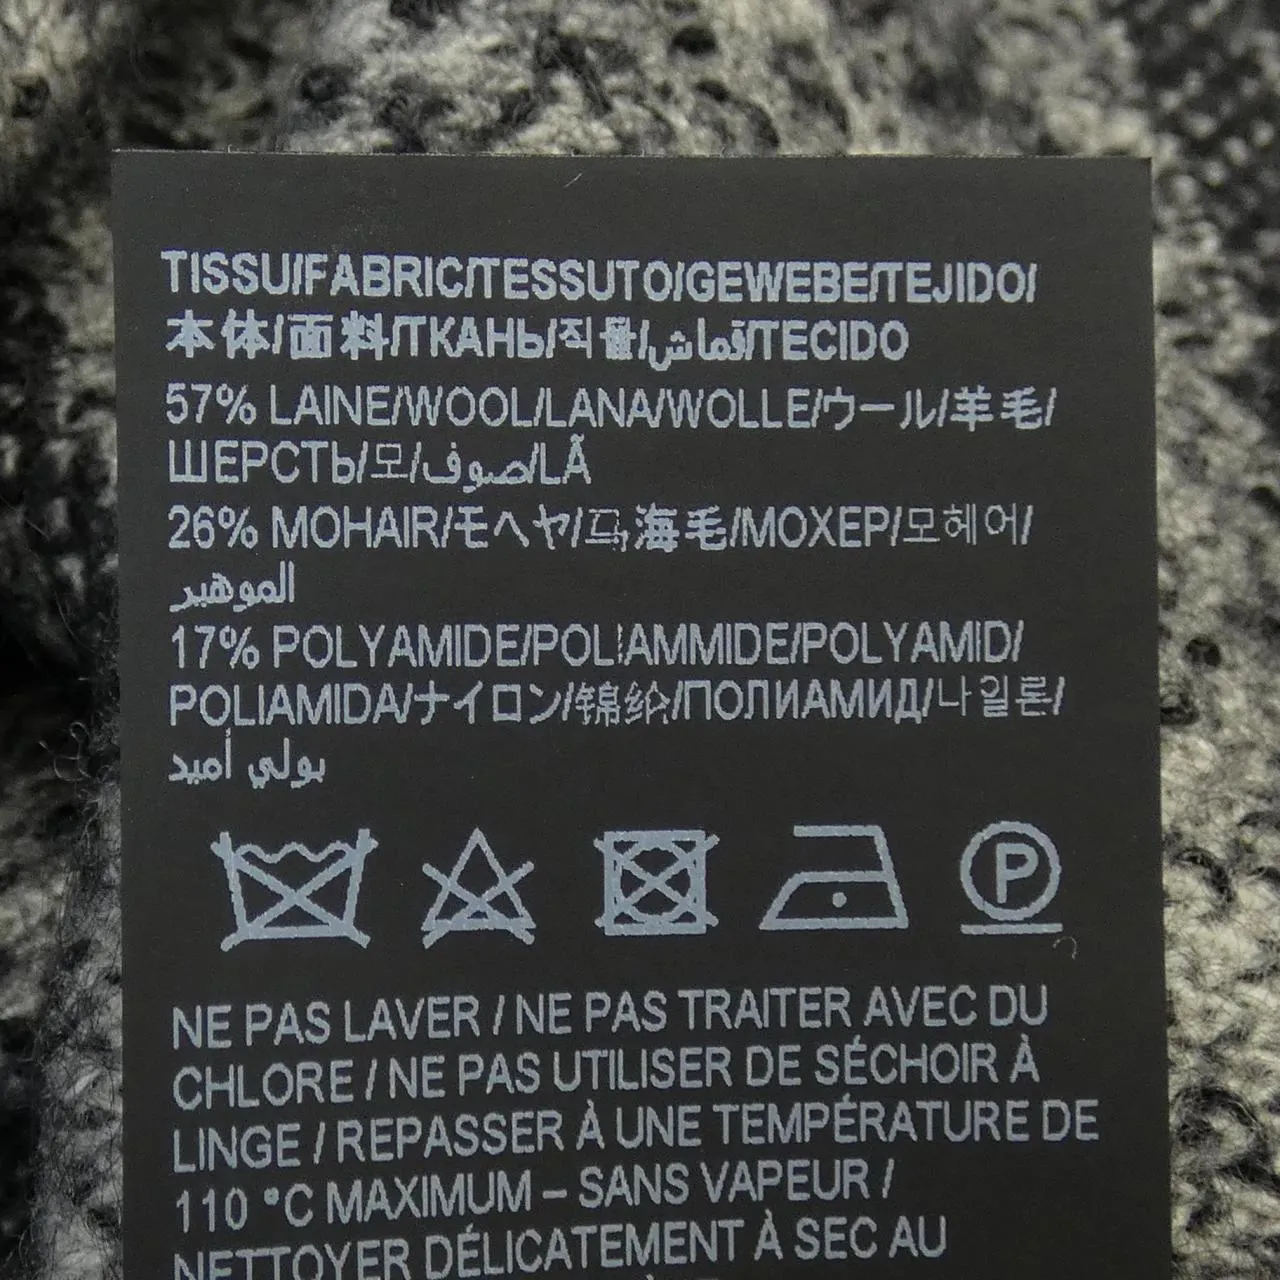 TISSU/FABRIC/TESSUTO/GEWEBE/TEJIDO/
本体/面料/ТКАНЬ/직물/قماش/TECIDO
57% LAINE/WOOL/LANA/WOLLE/ウール/羊毛/
ШЕРСТЬ/모/صوف/LÃ
26% MOHAIR/モヘヤ/马海毛/МОХЕР/모헤어/
الموهير
17% POLYAMIDE/POLIAMMIDE/POLYAMID/
POLIAMIDA/ナイロン/锦纶/ПОЛИАМИД/나일론/
بولي أميد
P
NE PAS LAVER / NE PAS TRAITER AVEC DU
CHLORE / NE PAS UTILISER DE SÉCHOIR À
LINGE / REPASSER À UNE TEMPÉRATURE DE
110 °C MAXIMUM – SANS VAPEUR /
NETTOYER DÉLICATEMENT À SEC AU